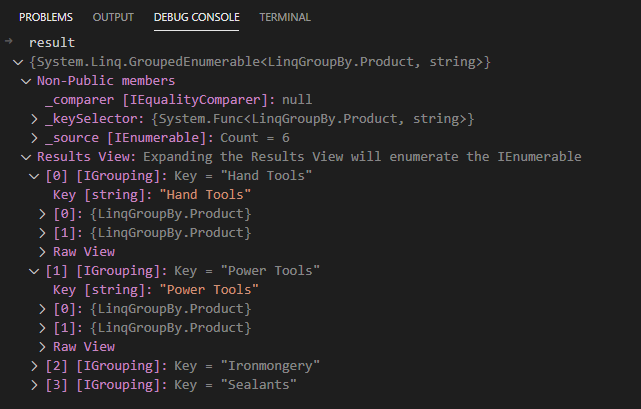 PROBLEMS OUTPUT DEBUG CONSOLE TERMINAL
result
{System.Linq.GroupedEnumerable<LinqGroupBy.Product, string>}
Non-Public members
_comparer [IEqualityComparer]: null
_keySelector: {System.Func<LinqGroupBy.Product, string>}
_source [IEnumerable]: Count = 6
Results View: Expanding the Results View will enumerate the IEnumerable
[0] [IGrouping]: Key = "Hand Tools"
Key [string]: "Hand Tools"
[0]: {LinqGroupBy.Product}
[1]: {LinqGroupBy.Product}
Raw View
[1] [IGrouping]: Key = "Power Tools"
Key [string]: "Power Tools"
[0]: {LinqGroupBy.Product}
[1]: {LinqGroupBy.Product}
Raw View
[2] [IGrouping]: Key = "Ironmongery"
[3] [IGrouping]: Key = "Sealants"